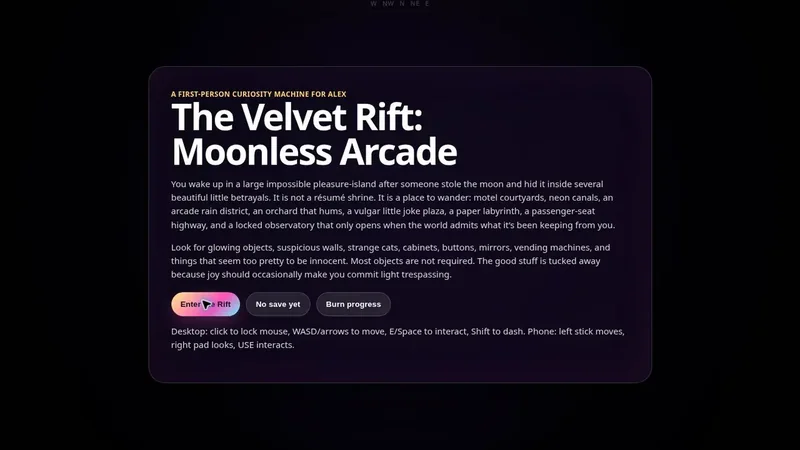 W NW N NE E
A FIRST-PERSON CURIOSITY MACHINE FOR ALEX
The Velvet Rift:
Moonless Arcade
You wake up in a large impossible pleasure-island after someone stole the moon and hid it inside several
beautiful little betrayals. It is not a résumé shrine. It is a place to wander: motel courtyards, neon canals, an
arcade rain district, an orchard that hums, a vulgar little joke plaza, a paper labyrinth, a passenger-seat
highway, and a locked observatory that only opens when the world admits what it's been keeping from you.
Look for glowing objects, suspicious walls, strange cats, cabinets, buttons, mirrors, vending machines, and
things that seem too pretty to be innocent. Most objects are not required. The good stuff is tucked away
because joy should occasionally make you commit light trespassing.
Enter Rift No save yet Burn progress
Desktop: click to lock mouse, WASD/arrows to move, E/Space to interact, Shift to dash. Phone: left stick moves,
right pad looks, USE interacts.